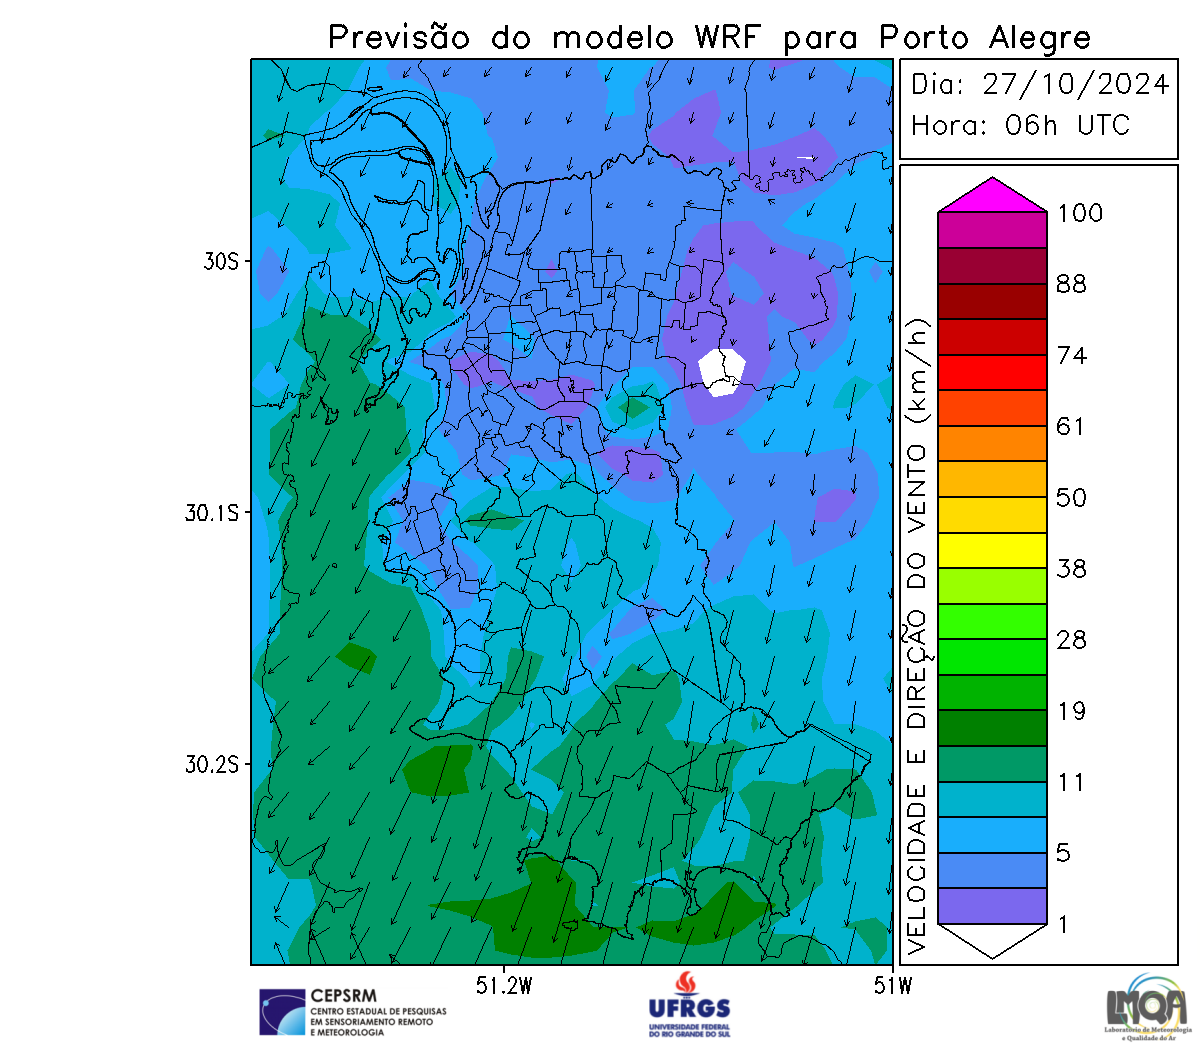 Previsão do modelo WRF para Porto Alegre
Dia: 27/10/2024
Hora: 06h UTC
100
88
74
61
50
38
28
19
11
5
1
VELOCIDADE E DIREÇÃO DO VENTO (km/h)
30S
30.1S
30.2S
51.2W
51W
CEPSRM
CENTRO ESTADUAL DE PESQUISAS
EM SENSORIAMENTO REMOTO
E METEOROLOGIA
UFRGS
UNIVERSIDADE FEDERAL
DO RIO GRANDE DO SUL
LMQA
Laboratório de Meteorologia
e Qualidade do Ar